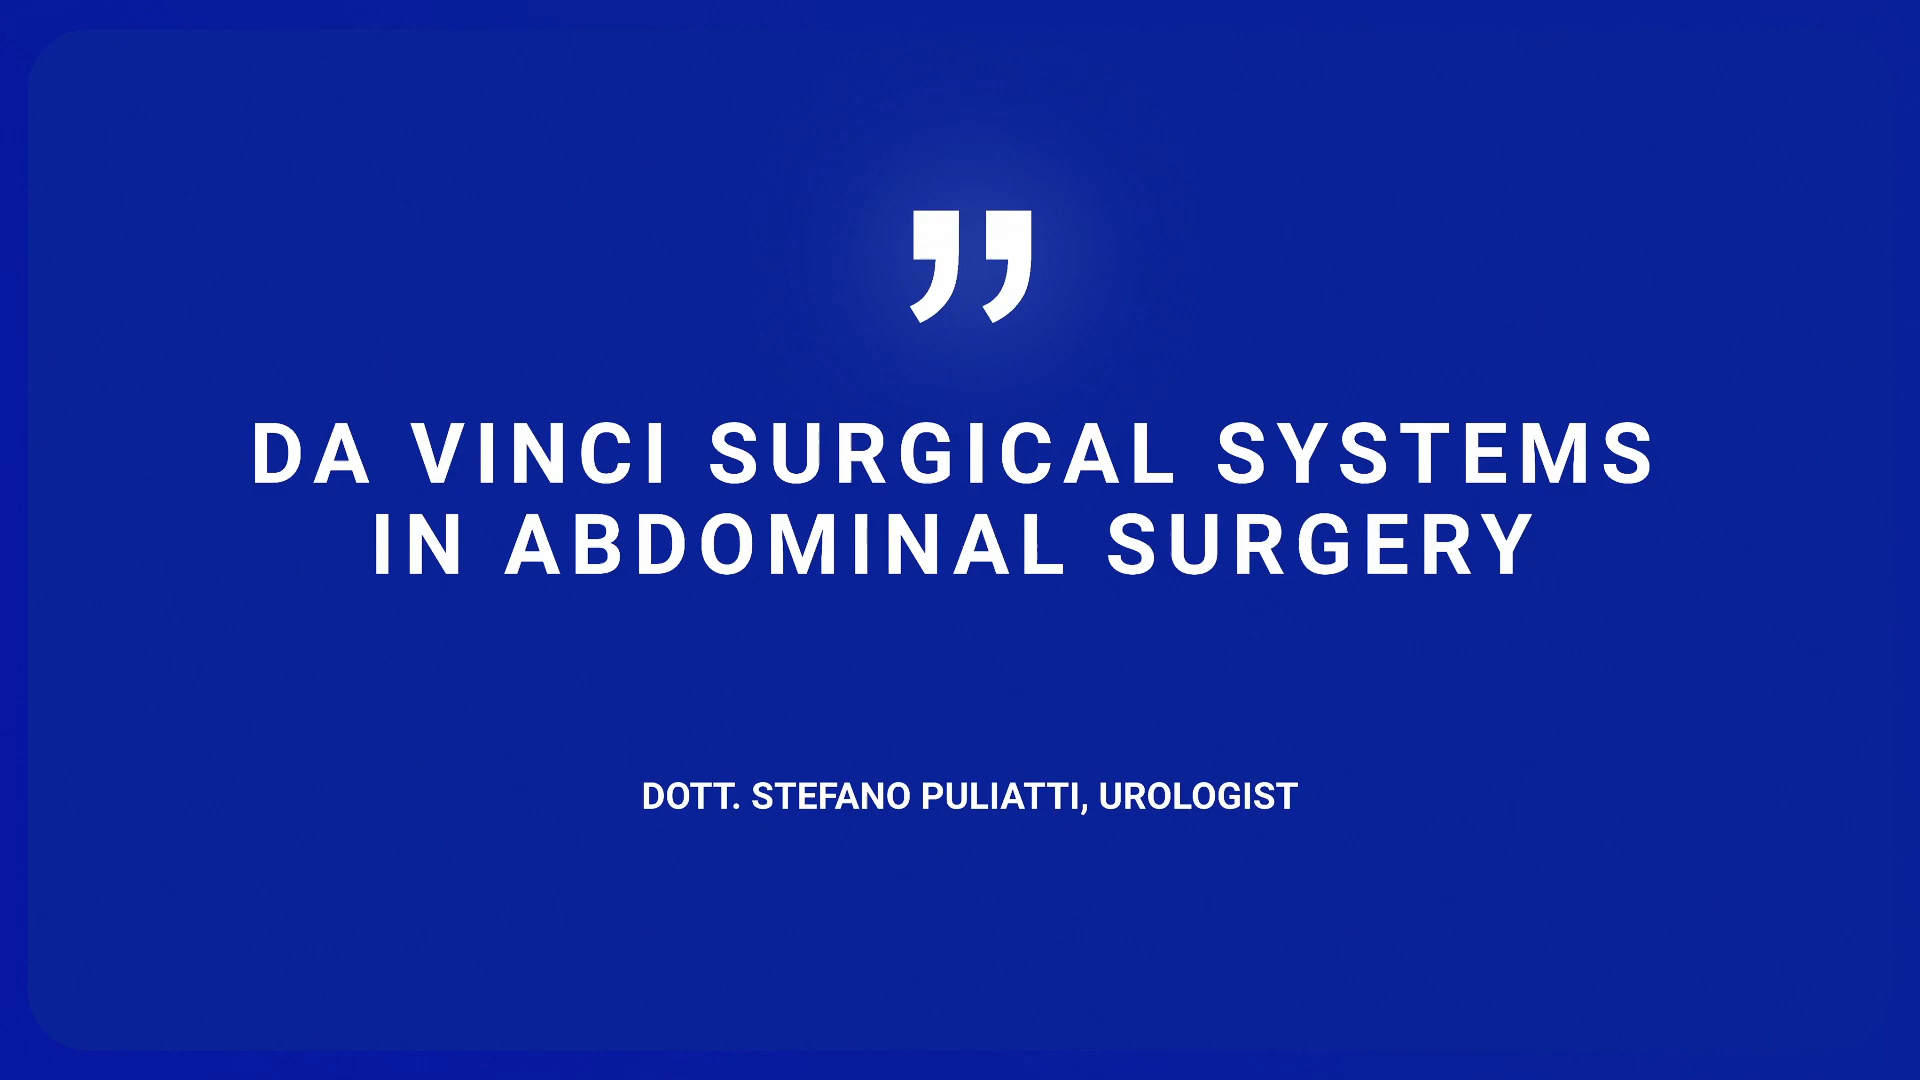 ”
DA VINCI SURGICAL SYSTEMS
IN ABDOMINAL SURGERY
DOTT. STEFANO PULIATTI, UROLOGIST